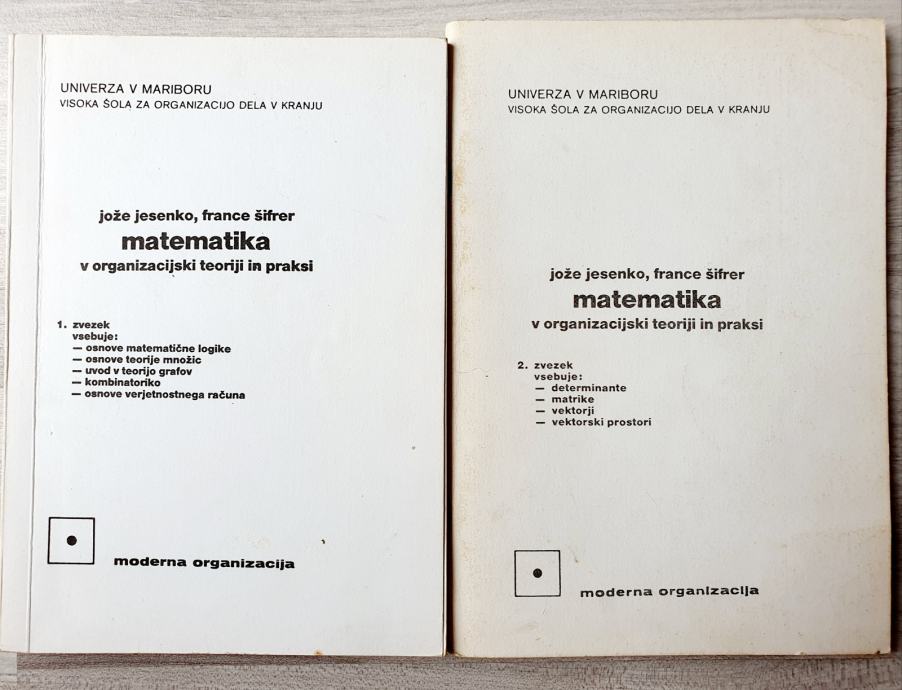 UNIVERZA V MARIBORU
VISOKA ŠOLA ZA ORGANIZACIJO DELA V KRANJU
jože jesenko, france šifrer
matematika
v organizacijski teoriji in praksi
1. zvezek
vsebuje:
— osnove matematične logike
— osnove teorije množic
— uvod v teorijo grafov
— kombinatoriko
— osnove verjetnostnega računa
moderna organizacija
UNIVERZA V MARIBORU
VISOKA ŠOLA ZA ORGANIZACIJO DELA V KRANJU
jože jesenko, france šifrer
matematika
v organizacijski teoriji in praksi
2. zvezek
vsebuje:
— determinante
— matrike
— vektorji
— vektorski prostori
moderna organizacija